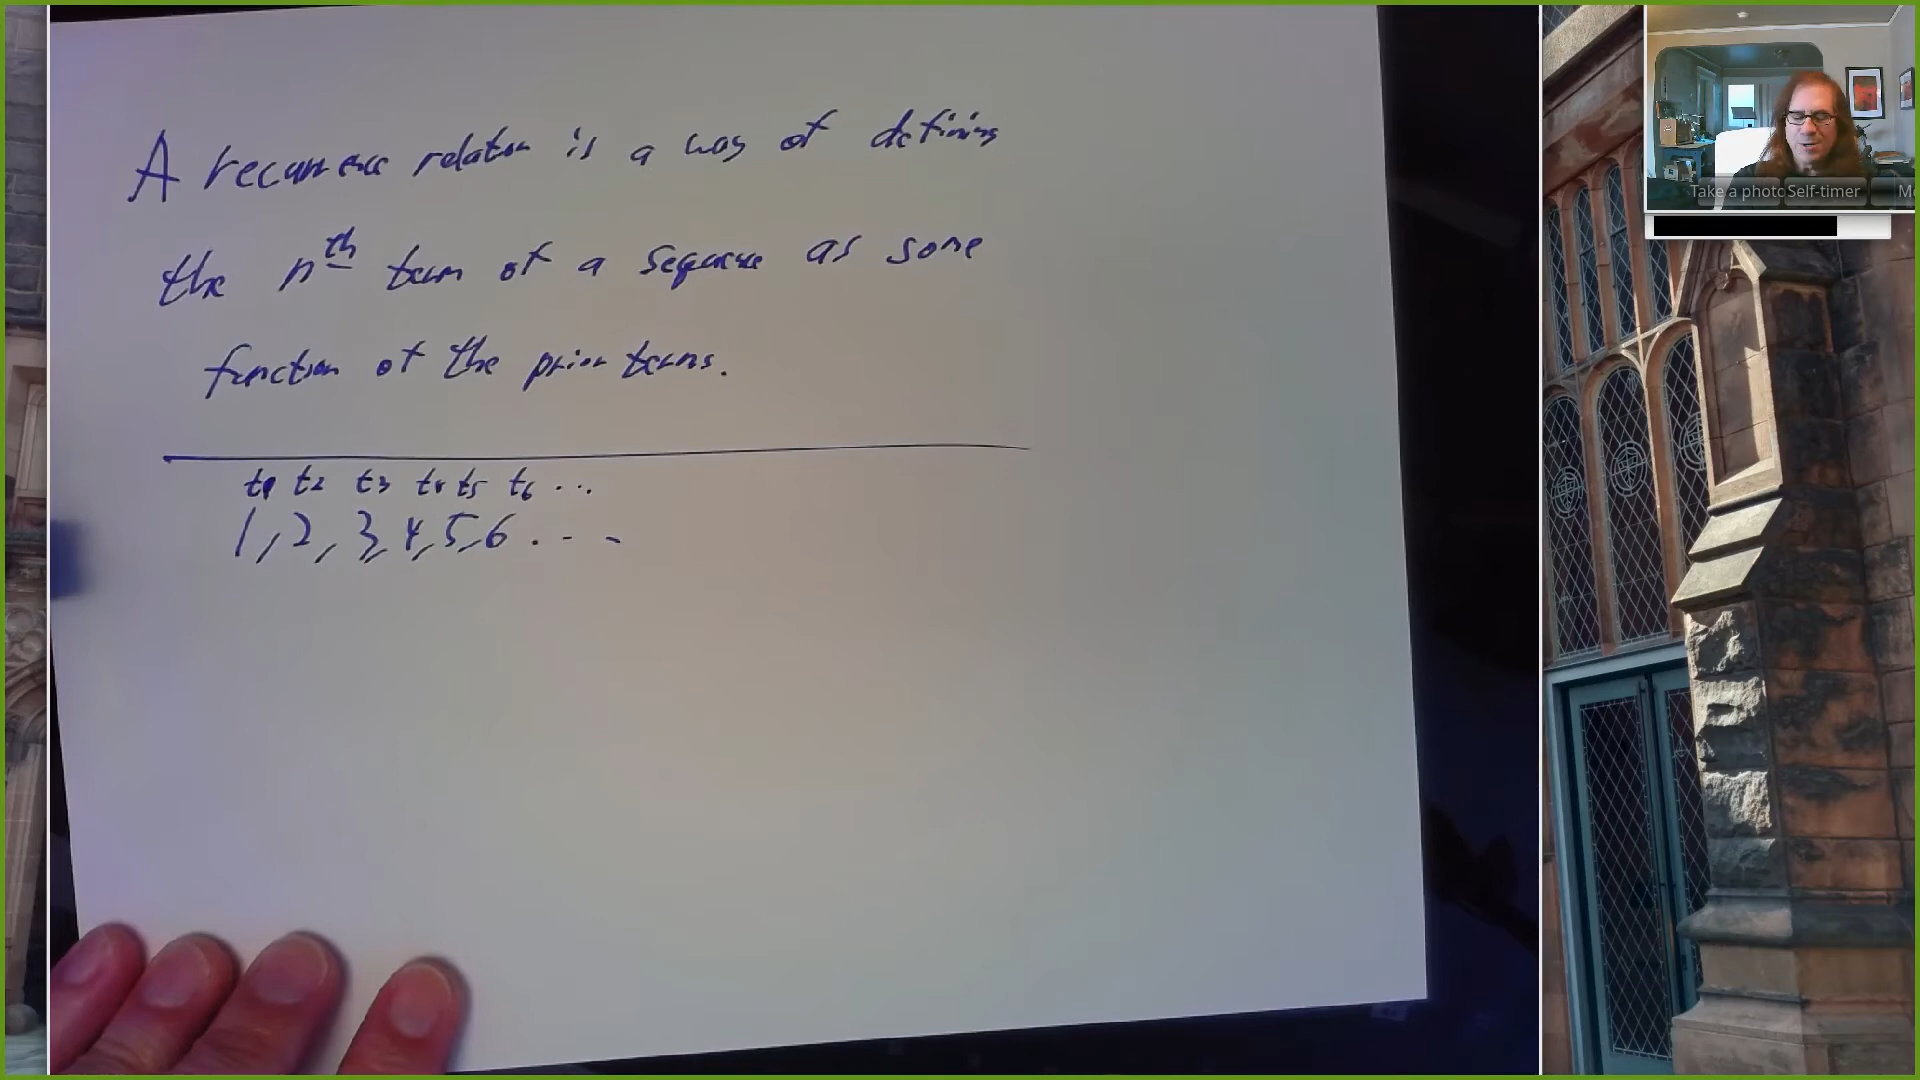 A recurrence relation is a way of defining
the nth term of a sequence as some
function of the prior terms.
t1 t2 t3 t4 t5 t6 ...
1, 2, 3, 4, 5, 6 . . .
Take a photo Self-timer